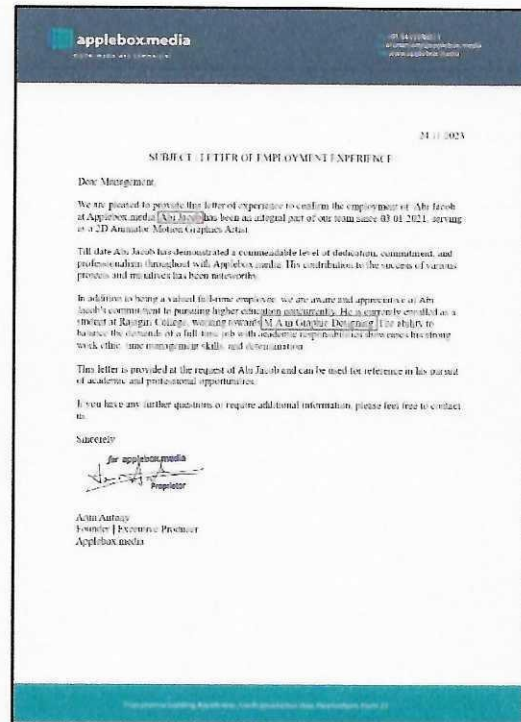 applebox.media
www.applebox.media
24 11 2023
SUBJECT : LETTER OF EMPLOYMENT EXPERIENCE
Dear Management,
We are pleased to provide this letter of experience to confirm the employment of Abi Jacob
at Applebox.media. Abi Jacob has been an integral part of our team since 03 01 2021, serving
as a 2D Animator Motion Graphics Artist.
Till date Abi Jacob has demonstrated a commendable level of dedication, commitment, and
professionalism throughout with Applebox.media. His contribution to the success of various
projects and initiatives has been noteworthy.
In addition to being a valued full-time employee, we are aware and appreciative of Abi
Jacob's commitment to pursuing higher education concurrently. He is currently enrolled as a
student at Rajagiri College, working toward M A in Graphic Designing. The ability to
balance the demands of a full time job with academic responsibilities showcases his strong
work ethic, time management skills, and determination.
This letter is provided at the request of Abi Jacob and can be used for reference in his pursuit
of academic and professional opportunities.
If you have any further questions or require additional information, please feel free to contact
us.
Sincerely
for applebox.media
Proprietor
Arun Antony
Founder | Executive Producer
Applebox.media